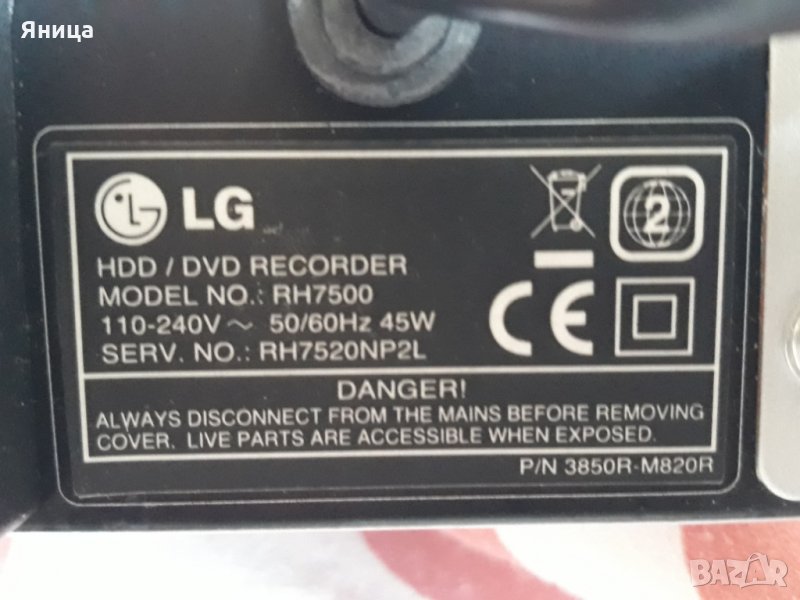 Яница
LG
2
HDD / DVD RECORDER
MODEL NO.: RH7500
110-240V ~ 50/60Hz 45W
SERV. NO.: RH7520NP2L
CE
DANGER!
ALWAYS DISCONNECT FROM THE MAINS BEFORE REMOVING
COVER. LIVE PARTS ARE ACCESSIBLE WHEN EXPOSED.
P/N 3850R-M820R
BAZAR